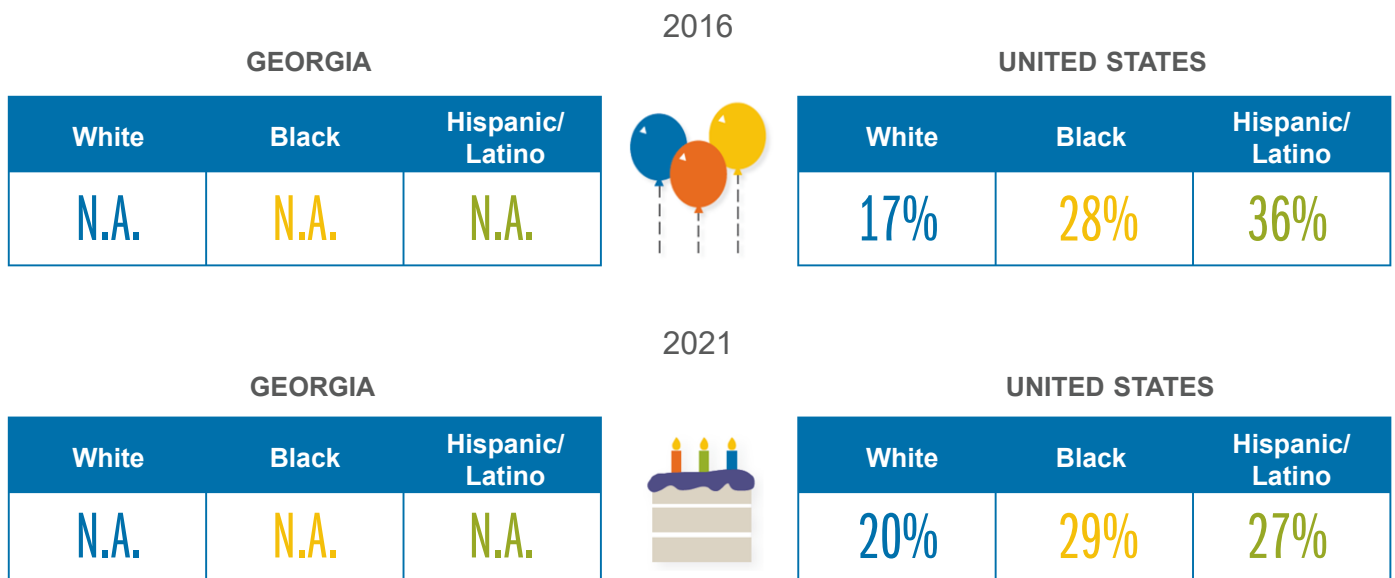 2016
GEORGIA
UNITED STATES
White Black Hispanic/
Latino
White Black Hispanic/
Latino
N.A. N.A. N.A.
17% 28% 36%
2021
GEORGIA
UNITED STATES
White Black Hispanic/
Latino
White Black Hispanic/
Latino
N.A. N.A. N.A.
20% 29% 27%